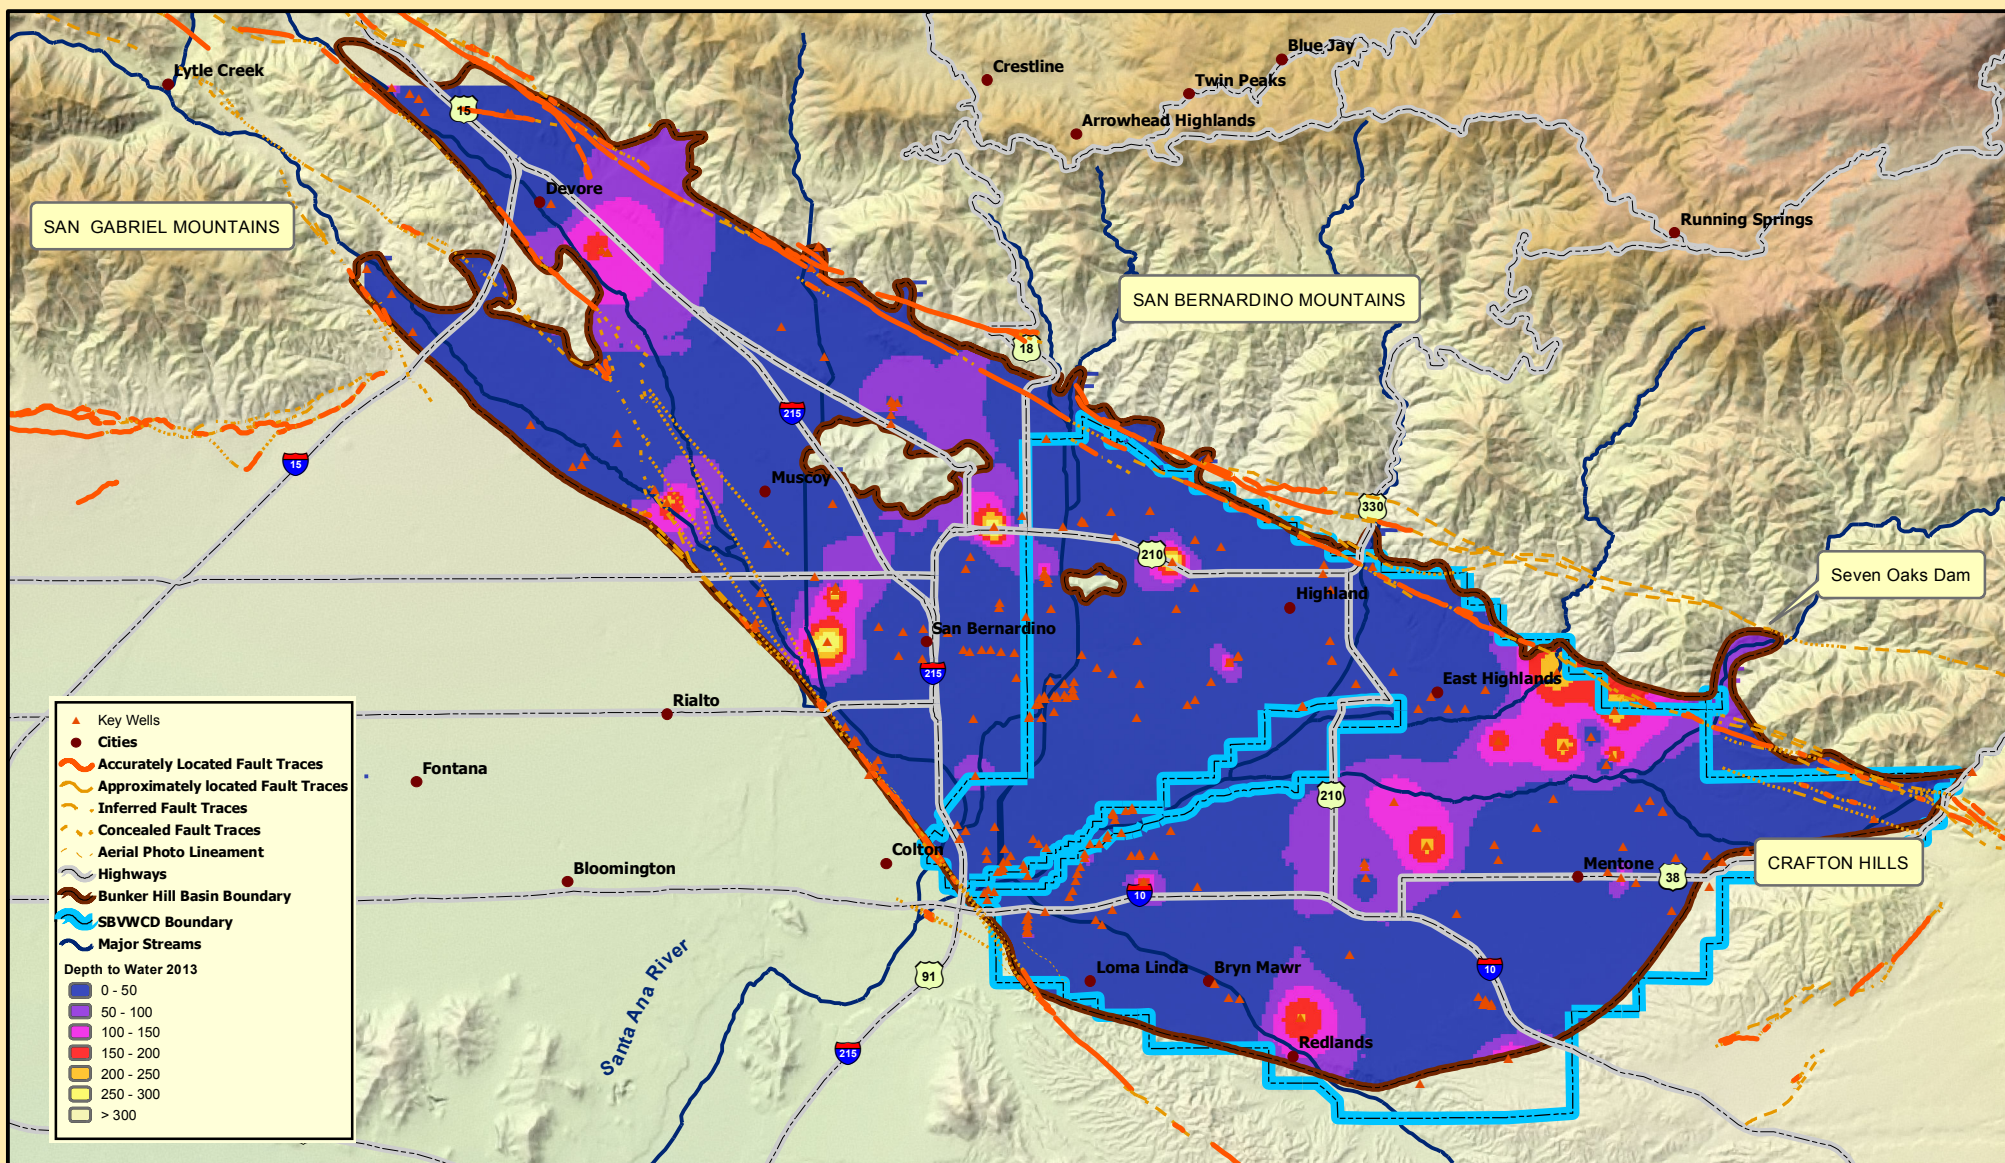 Blue Jay
Lytle Creek
Crestline
Twin Peaks
15
Arrowhead Highlands
Devore
SAN  GABRIEL MOUNTAINS
Running Springs
SAN BERNARDINO MOUNTAINS
18
215
15
Muscoy
330
210
Seven Oaks Dam
Highland
San Bernardino
215
East Highlands
Rialto
Fontana
210
Colton
Bloomington
Mentone
38
CRAFTON HILLS
10
91
Loma Linda
Bryn Mawr
10
Santa Ana River
215
Redlands
Key Wells
Cities
Accurately Located Fault Traces
Approximately located Fault Traces
Inferred Fault Traces
Concealed Fault Traces
Aerial Photo Lineament
Highways
Bunker Hill Basin Boundary
SBVWCD Boundary
Major Streams
Depth to Water 2013
0 - 50
50 - 100
100 - 150
150 - 200
200 - 250
250 - 300
> 300